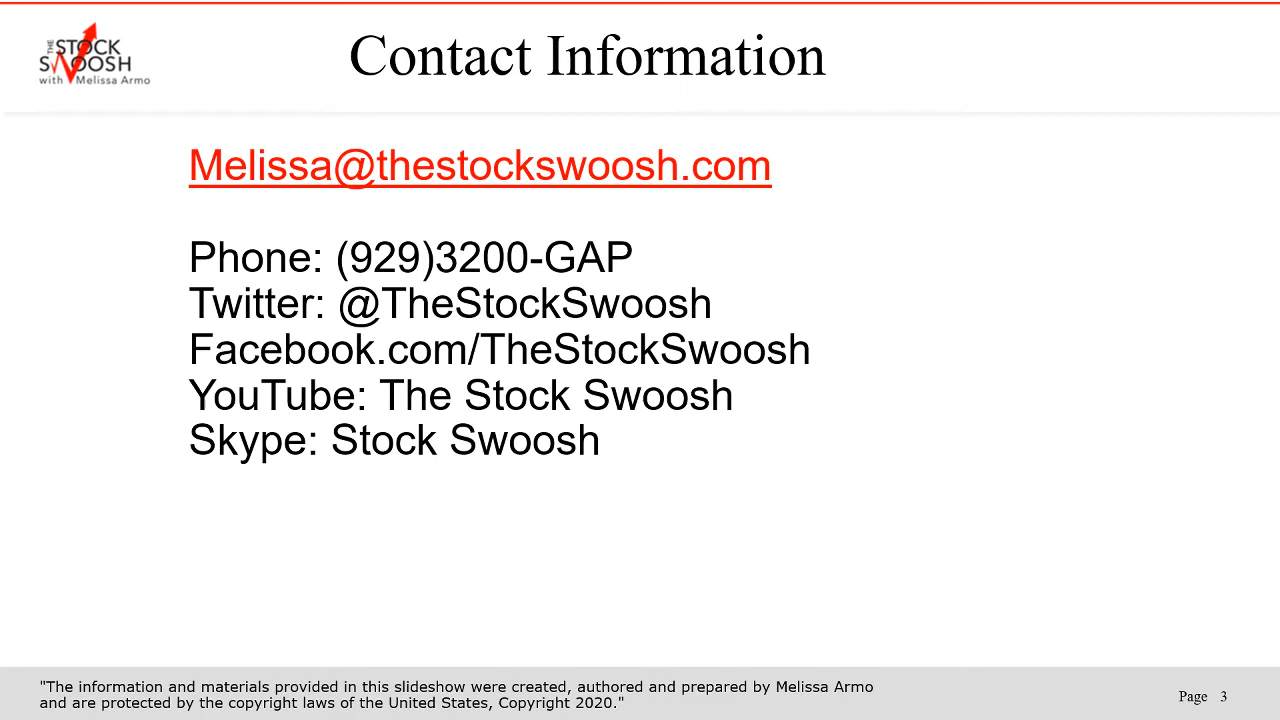 THE STOCK
SWOOSH
with Melissa Armo
Contact Information
Melissa@thestockswoosh.com
Phone: (929)3200-GAP
Twitter: @TheStockSwoosh
Facebook.com/TheStockSwoosh
YouTube: The Stock Swoosh
Skype: Stock Swoosh
"The information and materials provided in this slideshow were created, authored and prepared by Melissa Armo
and are protected by the copyright laws of the United States, Copyright 2020."
Page 3